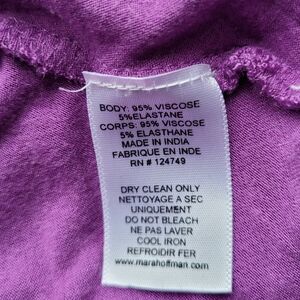 BODY: 95% VISCOSE
5%ELASTANE
CORPS: 95% VISCOSE
5% ELASTHANE
MADE IN INDIA
FABRIQUE EN INDE
RN # 124749
DRY CLEAN ONLY
NETTOYAGE A SEC
UNIQUEMENT
DO NOT BLEACH
NE PAS LAVER
COOL IRON
REFROIDIR FER
www.marahoffman.com